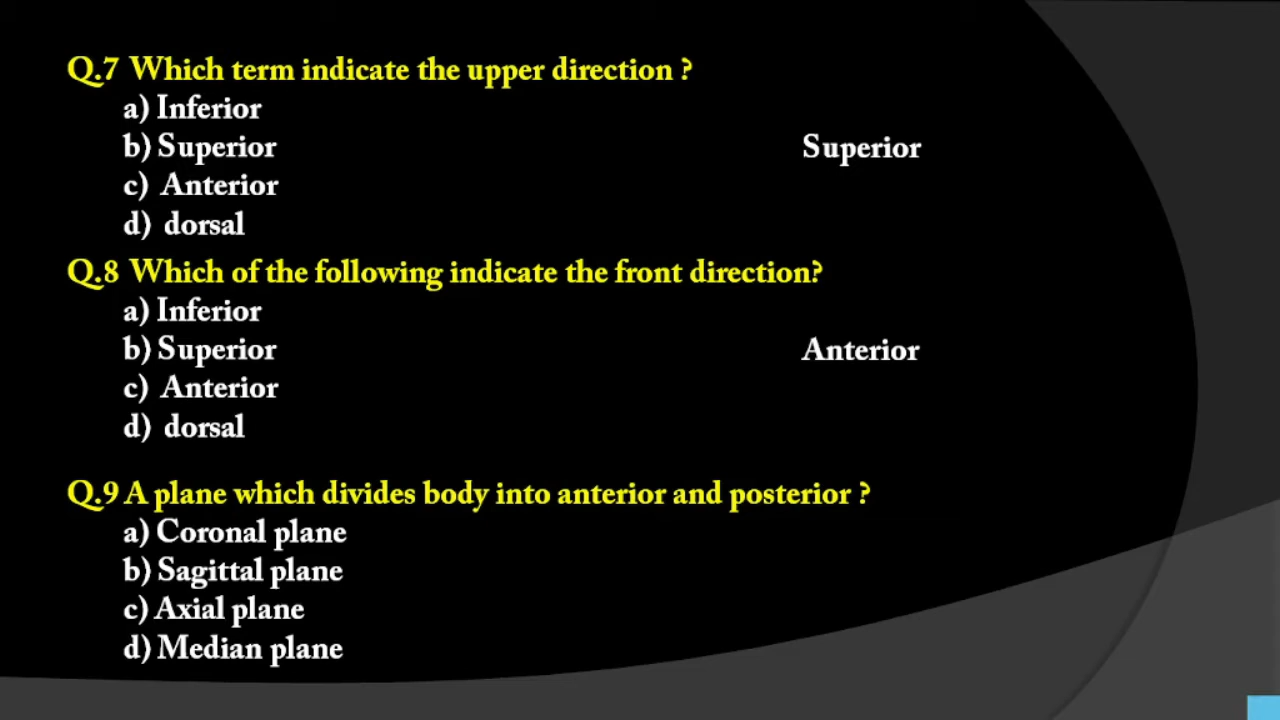 Q.7 Which term indicate the upper direction ?
a) Inferior
b) Superior
Superior
c) Anterior
d) dorsal
Q.8 Which of the following indicate the front direction?
a) Inferior
b) Superior
Anterior
c) Anterior
d) dorsal
Q.9 A plane which divides body into anterior and posterior ?
a) Coronal plane
b) Sagittal plane
c) Axial plane
d) Median plane